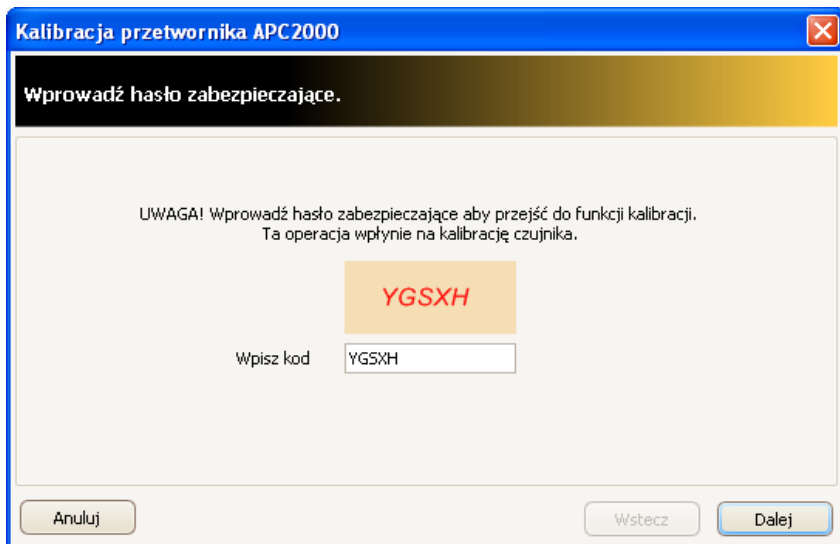 Kalibracja przetwornika APC2000
Wprowadź hasło zabezpieczające.
UWAGA! Wprowadź hasło zabezpieczające aby przejść do funkcji kalibracji.
Ta operacja wpłynie na kalibrację czujnika.
YGSXH
Wpisz kod YGSXH
Anuluj Wstecz Dalej